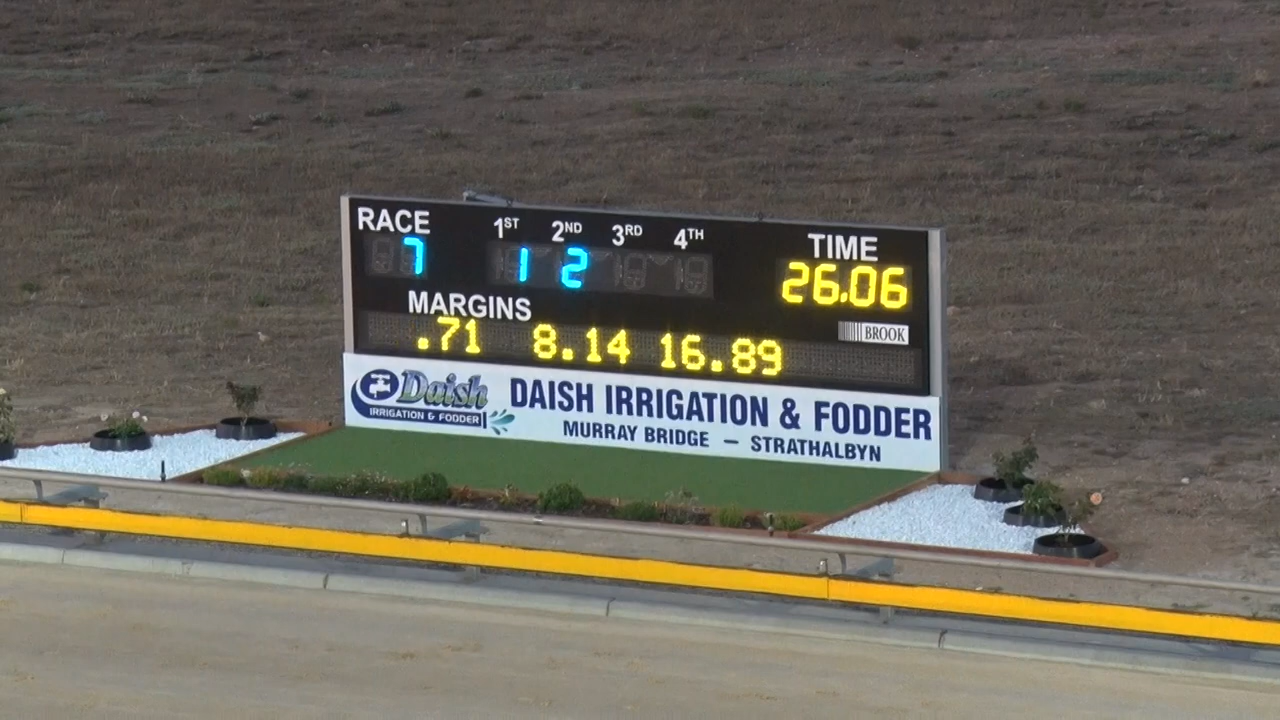 RACE 1ST 2ND 3RD 4TH TIME
7 1 2 26.06
MARGINS
BROOK
.71 8.14 16.89
Daish
IRRIGATION & FODDER
DAISH IRRIGATION & FODDER
MURRAY BRIDGE – STRATHALBYN